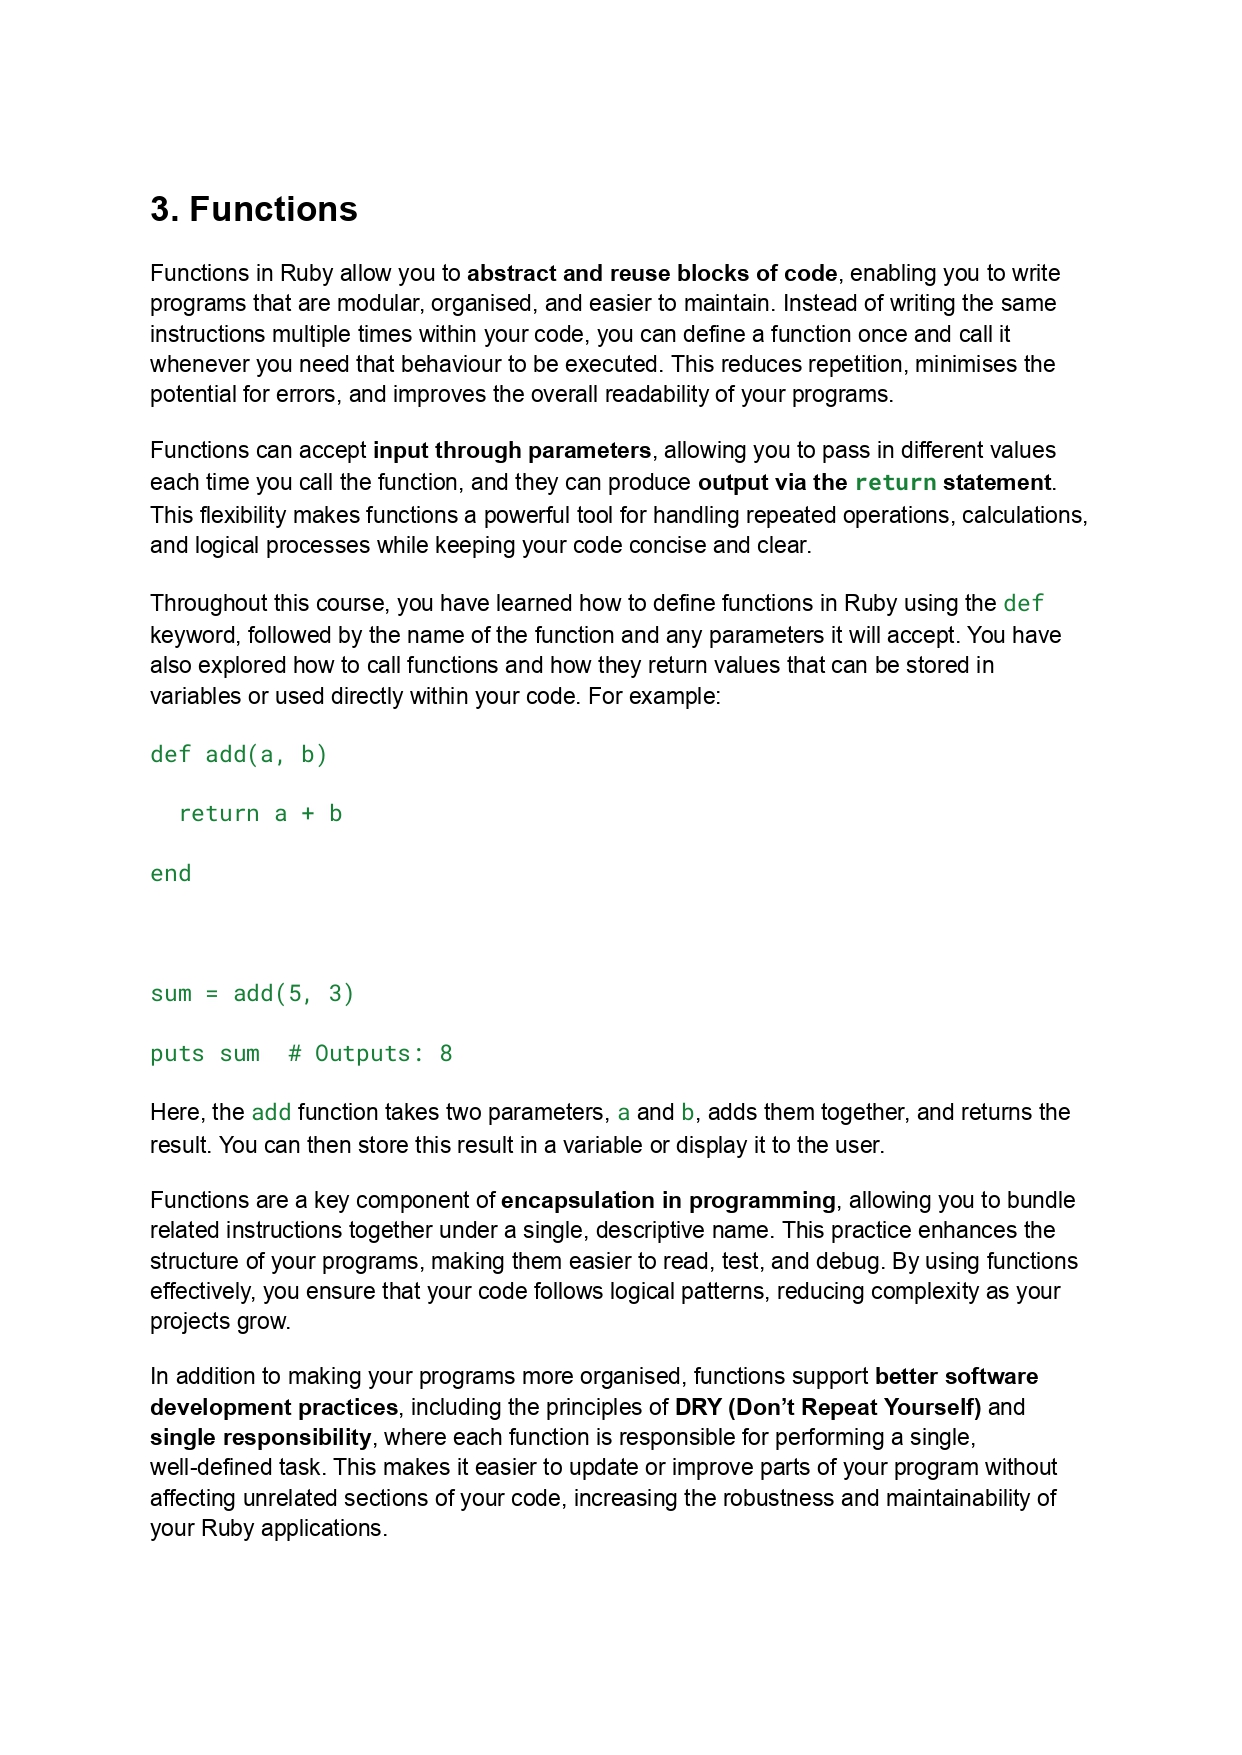 3. Functions
Functions in Ruby allow you to abstract and reuse blocks of code, enabling you to write
programs that are modular, organised, and easier to maintain. Instead of writing the same
instructions multiple times within your code, you can define a function once and call it
whenever you need that behaviour to be executed. This reduces repetition, minimises the
potential for errors, and improves the overall readability of your programs.
Functions can accept input through parameters, allowing you to pass in different values
each time you call the function, and they can produce output via the return statement.
This flexibility makes functions a powerful tool for handling repeated operations, calculations,
and logical processes while keeping your code concise and clear.
Throughout this course, you have learned how to define functions in Ruby using the def
keyword, followed by the name of the function and any parameters it will accept. You have
also explored how to call functions and how they return values that can be stored in
variables or used directly within your code. For example:
def add(a, b)
  return a + b
end
sum = add(5, 3)
puts sum  # Outputs: 8
Here, the add function takes two parameters, a and b, adds them together, and returns the
result. You can then store this result in a variable or display it to the user.
Functions are a key component of encapsulation in programming, allowing you to bundle
related instructions together under a single, descriptive name. This practice enhances the
structure of your programs, making them easier to read, test, and debug. By using functions
effectively, you ensure that your code follows logical patterns, reducing complexity as your
projects grow.
In addition to making your programs more organised, functions support better software
development practices, including the principles of DRY (Don’t Repeat Yourself) and
single responsibility, where each function is responsible for performing a single,
well-defined task. This makes it easier to update or improve parts of your program without
affecting unrelated sections of your code, increasing the robustness and maintainability of
your Ruby applications.